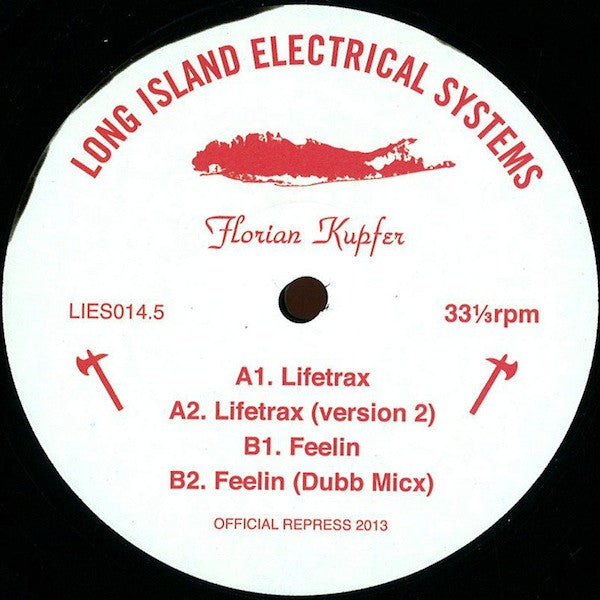 LONG ISLAND ELECTRICAL SYSTEMS
Florian Kupfer
LIES014.5
33⅓rpm
A1. Lifetrax
A2. Lifetrax (version 2)
B1. Feelin
B2. Feelin (Dubb Micx)
OFFICIAL REPRESS 2013